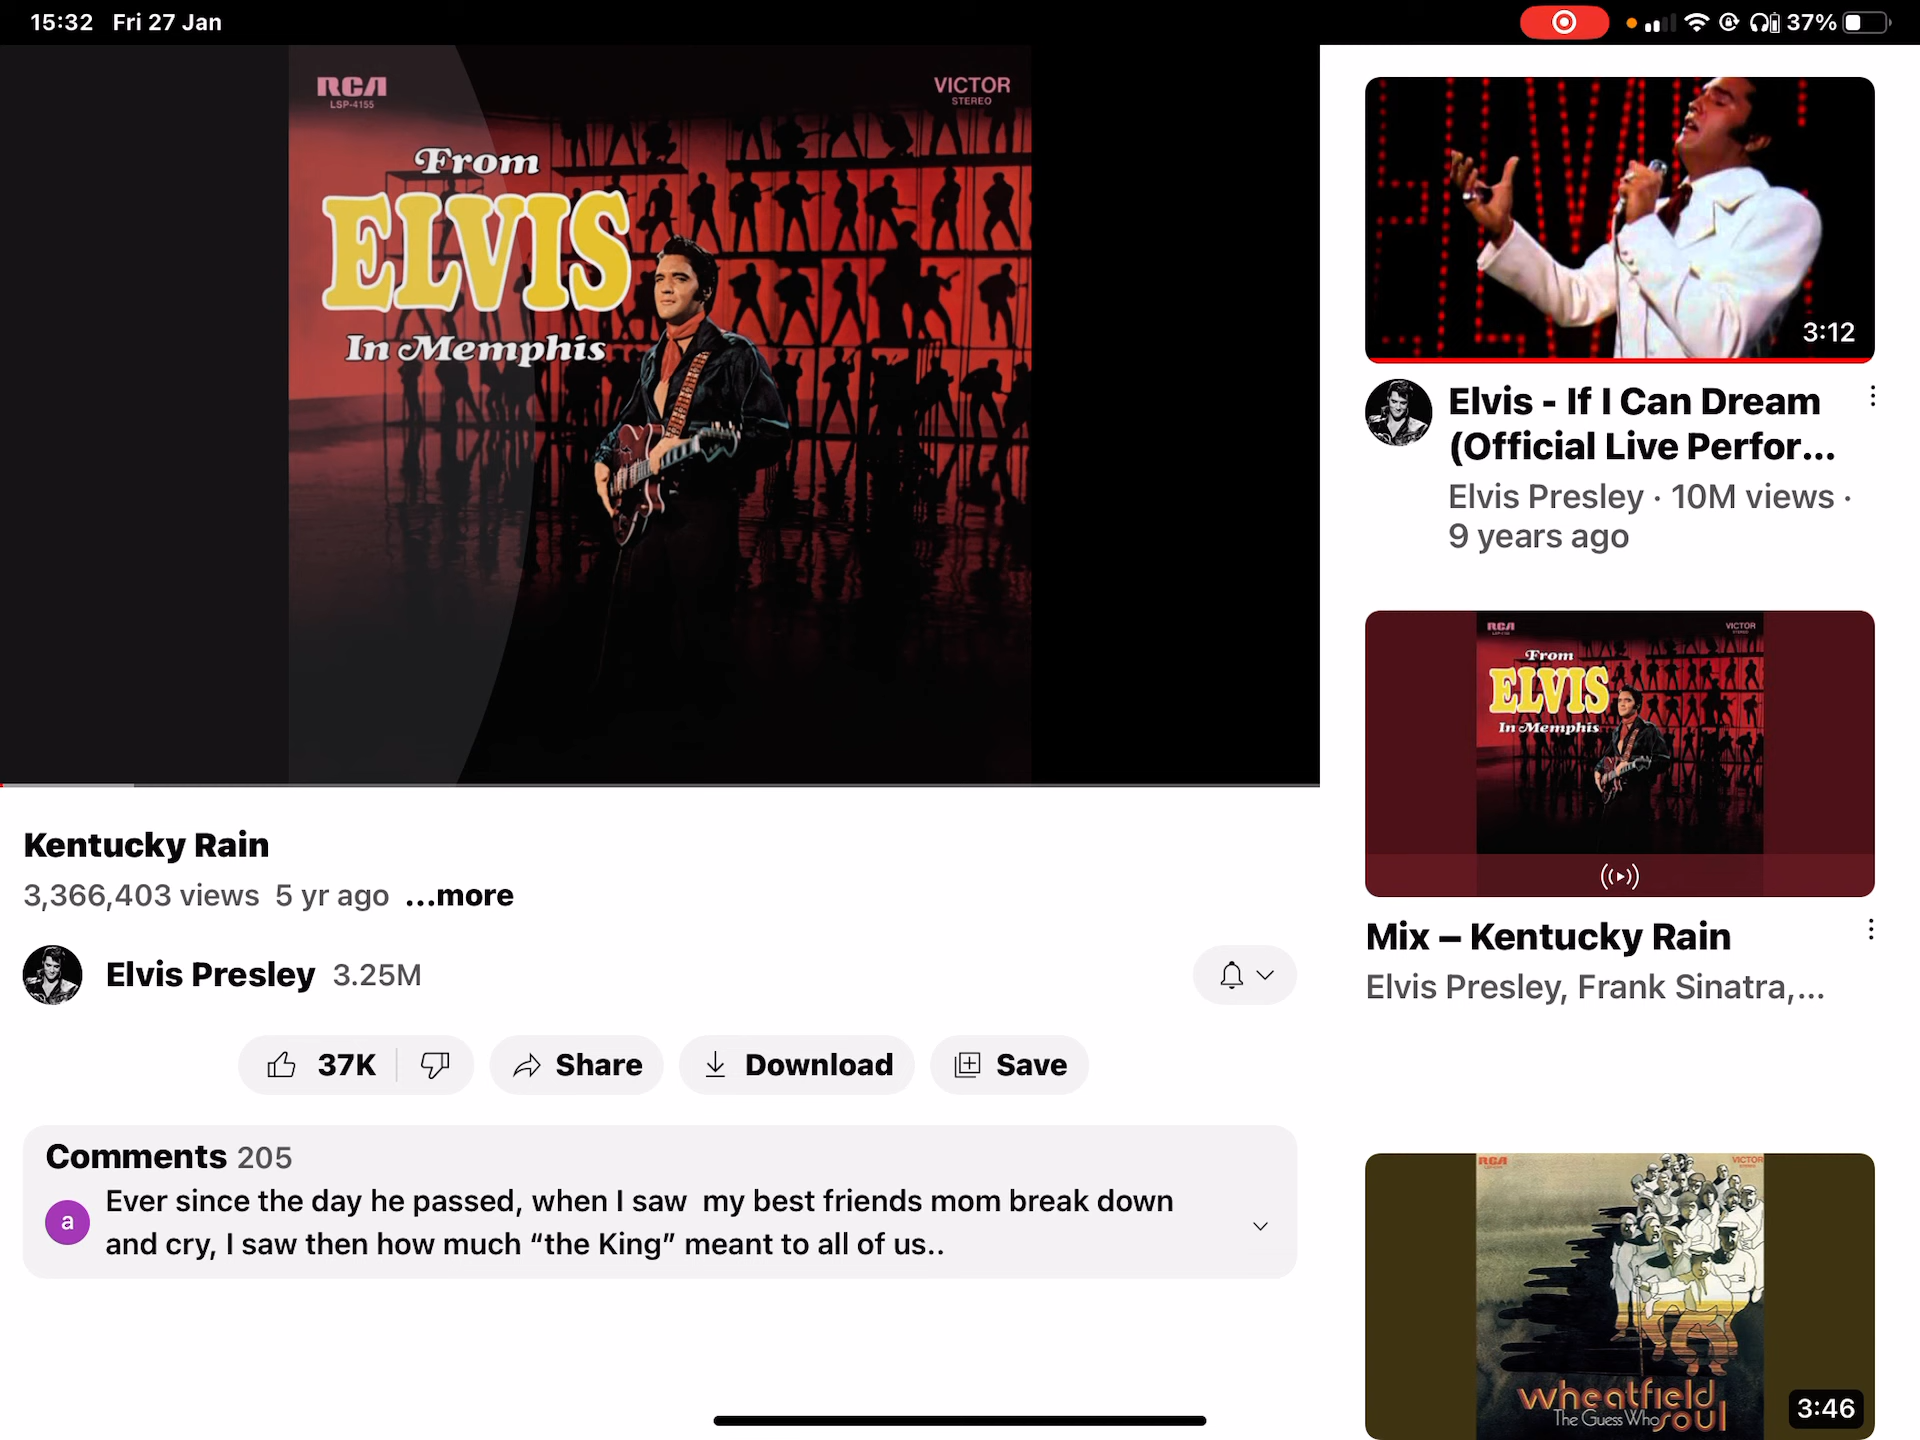 15:32 Fri 27 Jan
37%
RCA
LSP-4155
VICTOR
STEREO
From
ELVIS
In Memphis
Kentucky Rain
3,366,403 views 5 yr ago ...more
Elvis Presley 3.25M
37K
Share
Download
Save
Comments 205
a
Ever since the day he passed, when I saw my best friends mom break down
and cry, I saw then how much “the King” meant to all of us..
3:12
Elvis - If I Can Dream
(Official Live Perfor...
Elvis Presley · 10M views ·
9 years ago
RCA
VICTOR
From
ELVIS
In Memphis
Mix – Kentucky Rain
Elvis Presley, Frank Sinatra,...
RCA
VICTOR
wheatfield
The Guess Who soul
3:46